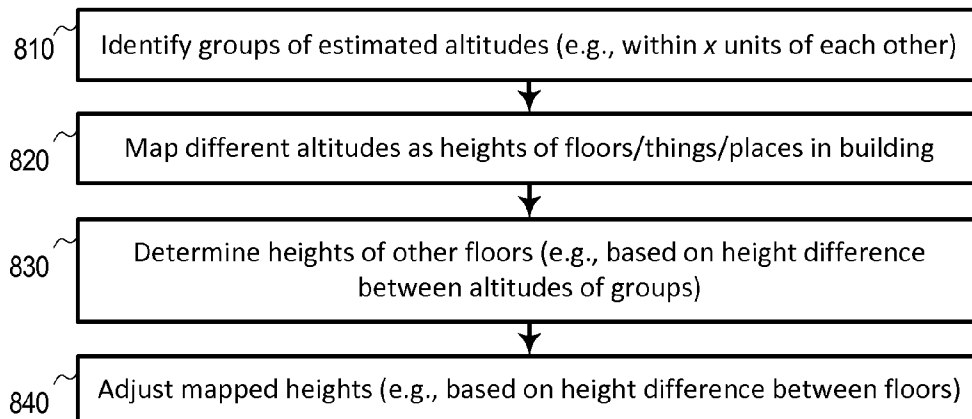 810
Identify groups of estimated altitudes (e.g., within x units of each other)
820
Map different altitudes as heights of floors/things/places in building
830
Determine heights of other floors (e.g., based on height difference
between altitudes of groups)
840
Adjust mapped heights (e.g., based on height difference between floors)